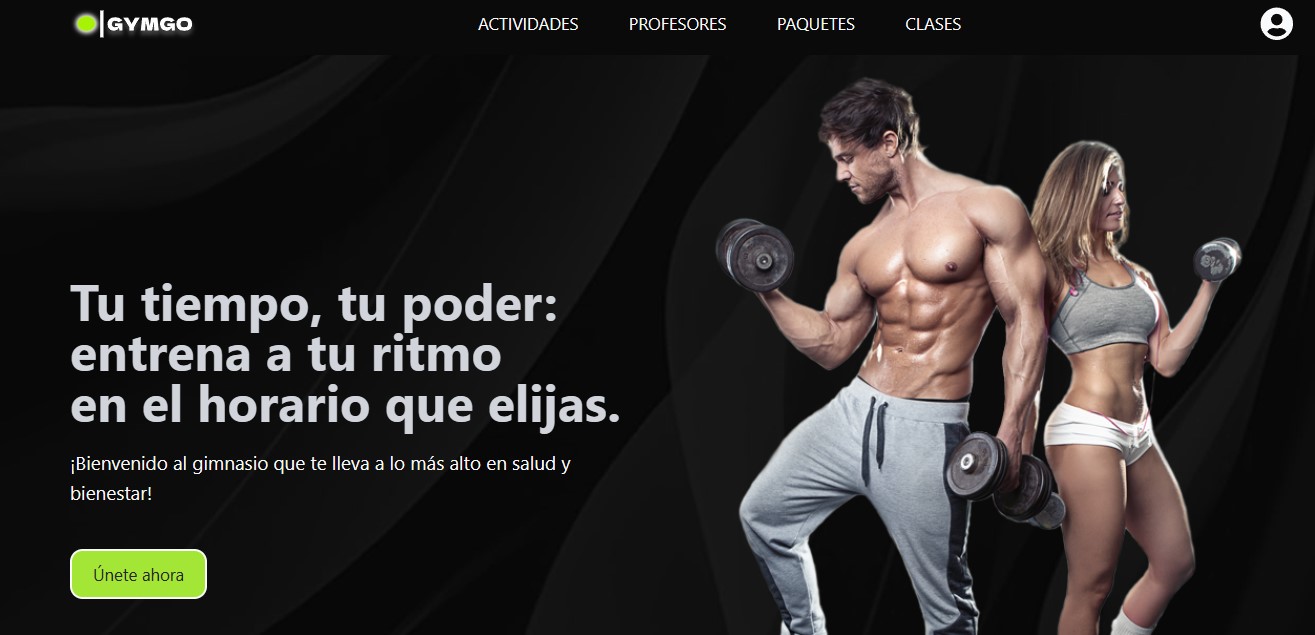 GYMGO
ACTIVIDADES
PROFESORES
PAQUETES
CLASES
Tu tiempo, tu poder:
entrena a tu ritmo
en el horario que elijas.
¡Bienvenido al gimnasio que te lleva a lo más alto en salud y
bienestar!
Únete ahora